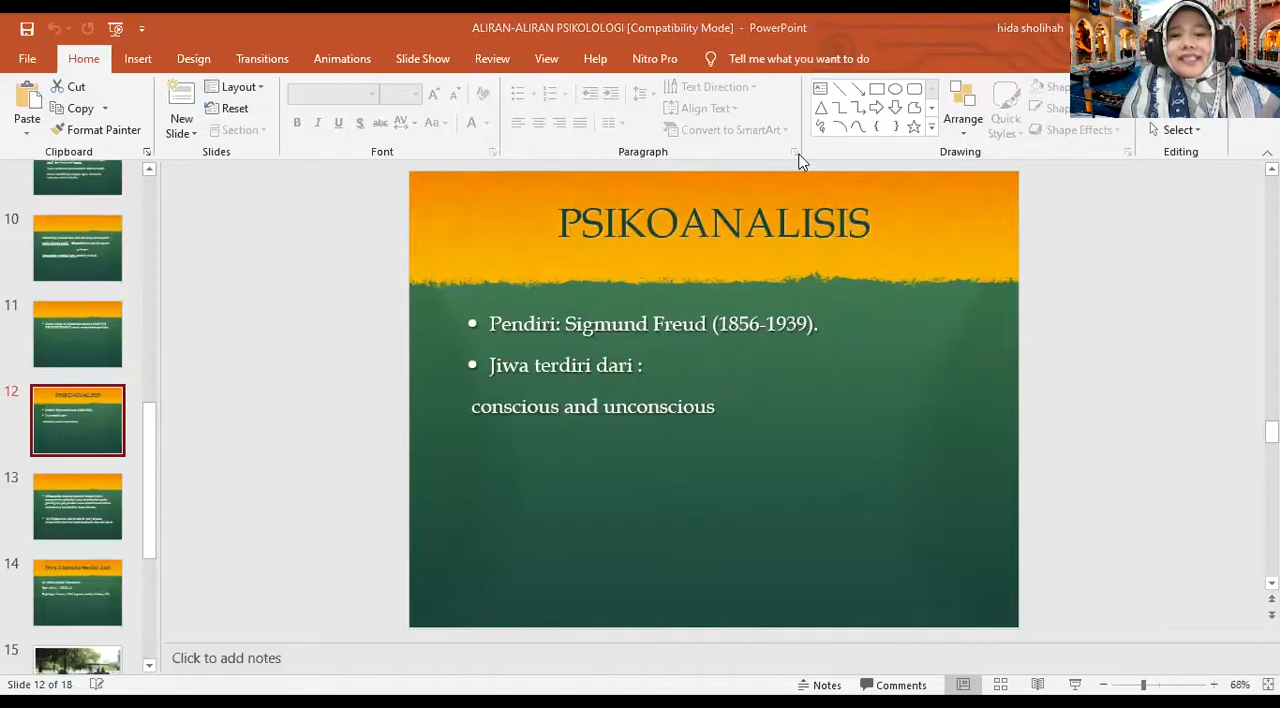 ALIRAN-ALIRAN PSIKOLOLOGI [Compatibility Mode] - PowerPoint
hida sholihah
File Home Insert Design Transitions Animations Slide Show Review View Help Nitro Pro Tell me what you want to do
Paste
Cut
Copy
Format Painter
New Slide
Layout
Reset
Section
Text Direction
Align Text
Convert to SmartArt
Arrange
Quick Styles
Shape Effects
Select
Clipboard Slides Font Paragraph Drawing Editing
10
11
12
13
14
15
PSIKOANALISIS
• Pendiri: Sigmund Freud (1856-1939).
• Jiwa terdiri dari :
conscious and unconscious
Click to add notes
Slide 12 of 18
Notes
Comments
68%